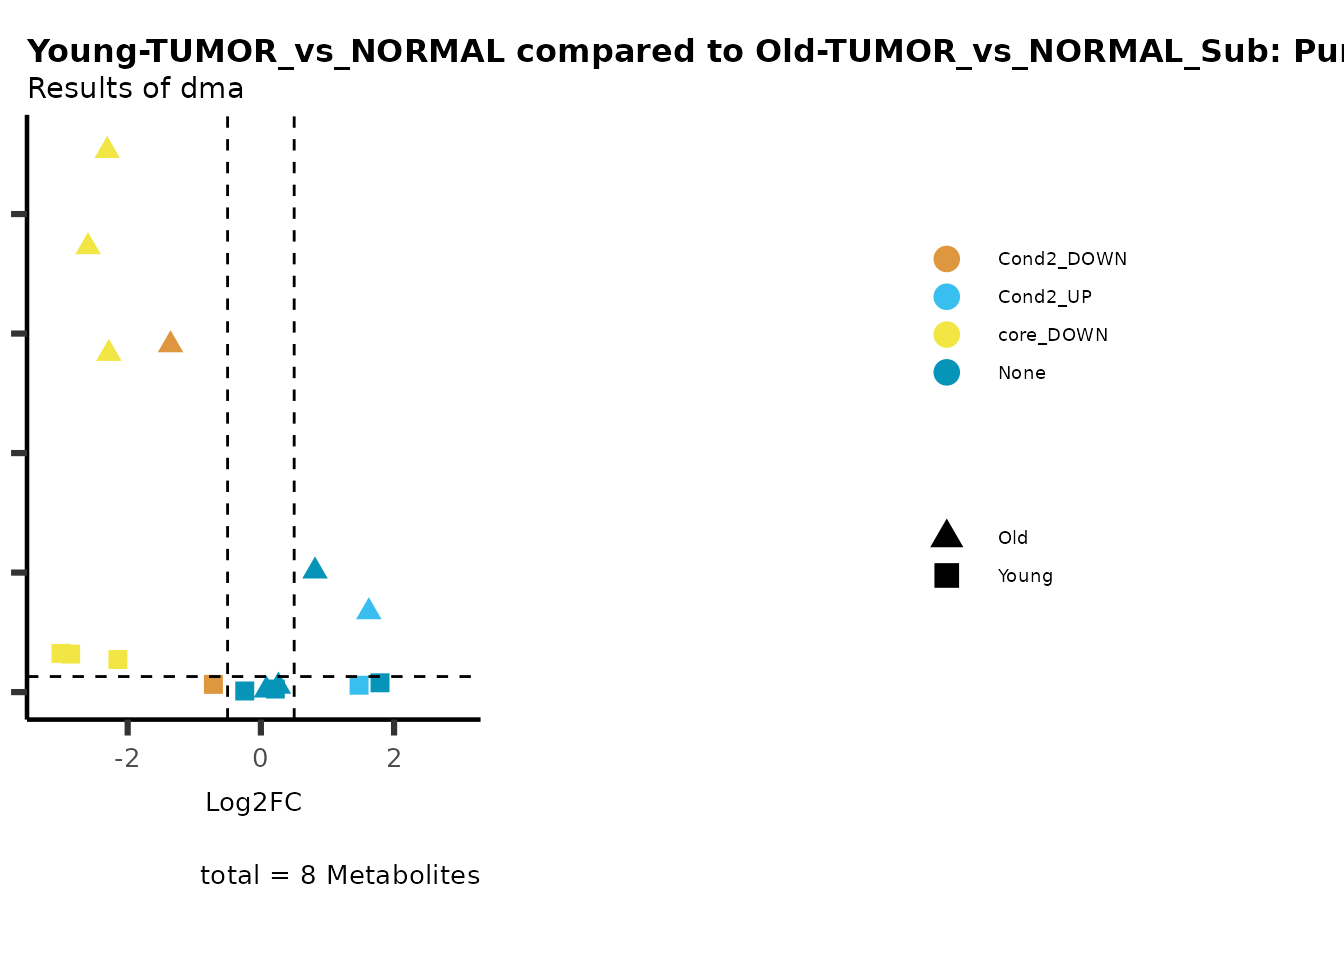 Young-TUMOR_vs_NORMAL compared to Old-TUMOR_vs_NORMAL_Sub:
Results of dma
Cond2_DOWN
Cond2_UP
core_DOWN
None
Old
Young
-2 0 2
Log2FC
total = 8 Metabolites